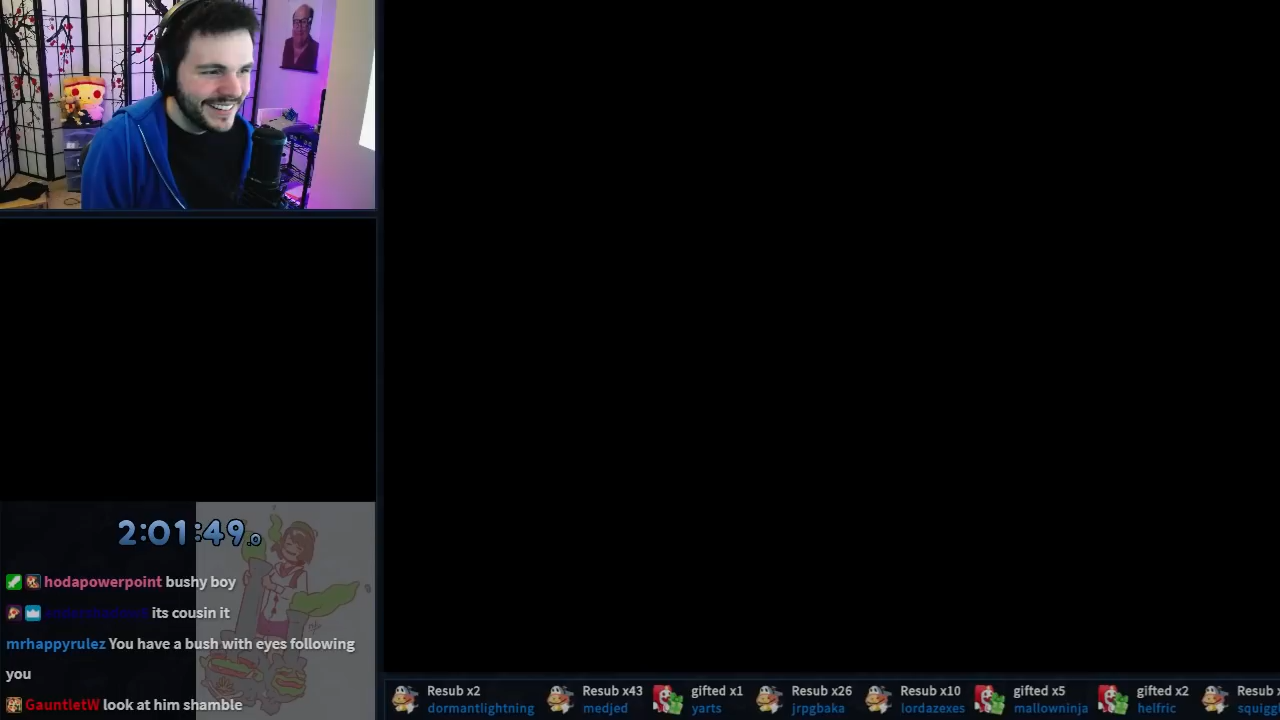 2:01:49.0
hodapowerpoint bushy boy
its cousin it
mrhappyrulez You have a bush with eyes following
you
GauntletW look at him shamble
Resub x2
dormantlightning
Resub x43
medjed
gifted x1
yarts
Resub x26
jrpgbaka
Resub x10
lordazexes
gifted x5
mallowninja
gifted x2
helfric
Resub
squigg